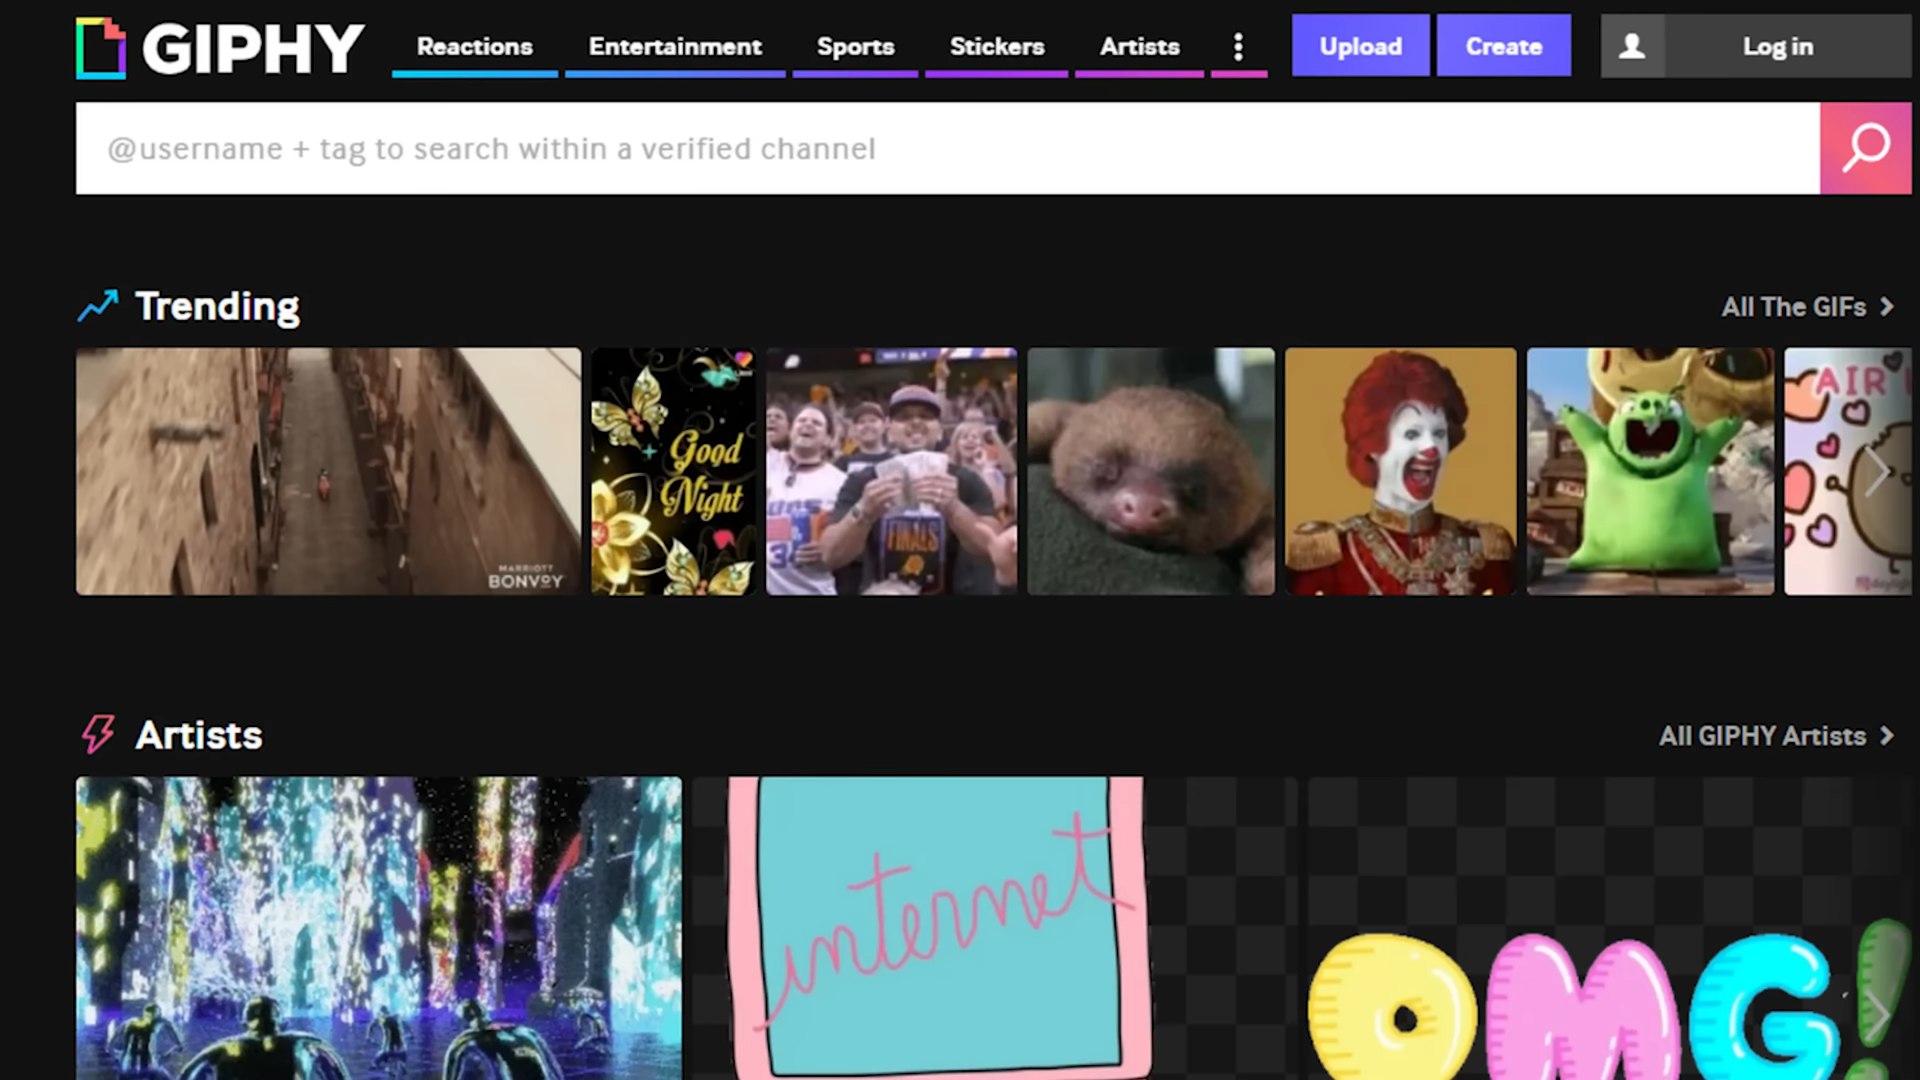 GIPHY
Reactions
Entertainment
Sports
Stickers
Artists
Upload
Create
Log in
@username + tag to search within a verified channel
Trending
All The GIFs
MARRIOTT
BONVOY
Good
Night
FINALS
AIR
Artists
All GIPHY Artists
internet
OMG!